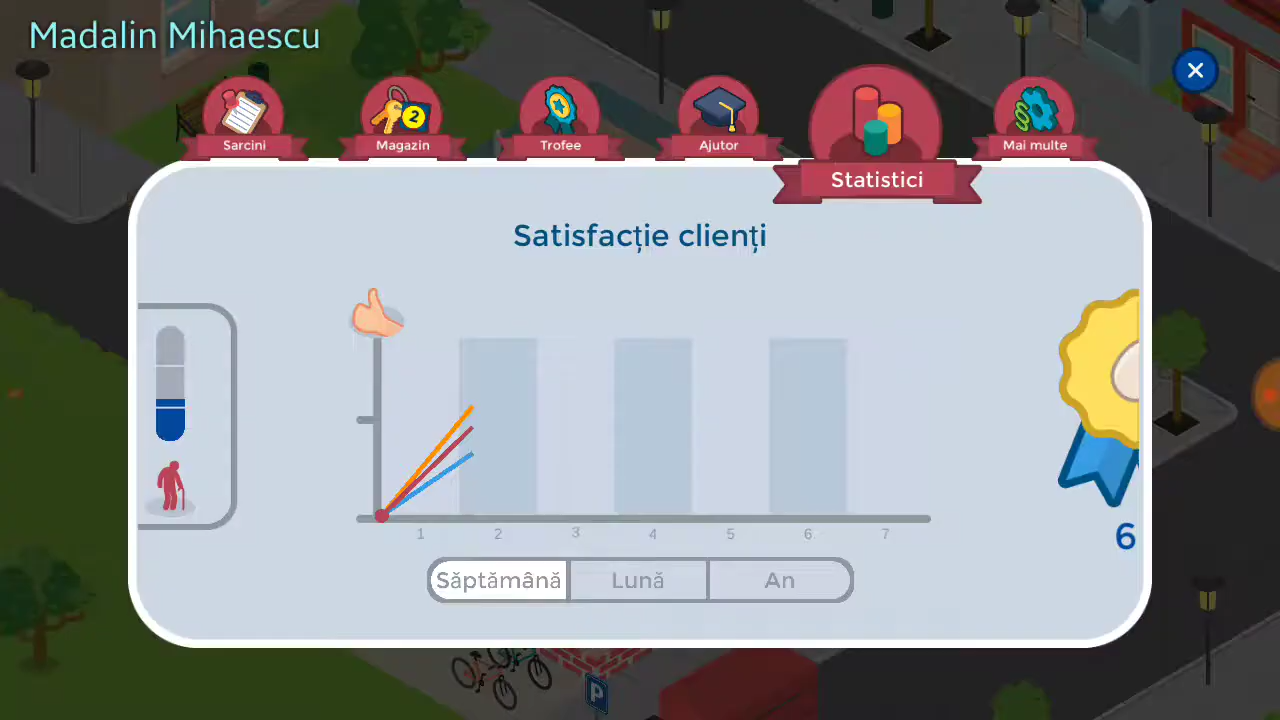 Madalin Mihaescu
Sarcini
Magazin
2
Trofee
Ajutor
Statistici
Mai multe
Satisfacție clienți
1 2 3 4 5 6 7
6
Săptămână Lună An
P